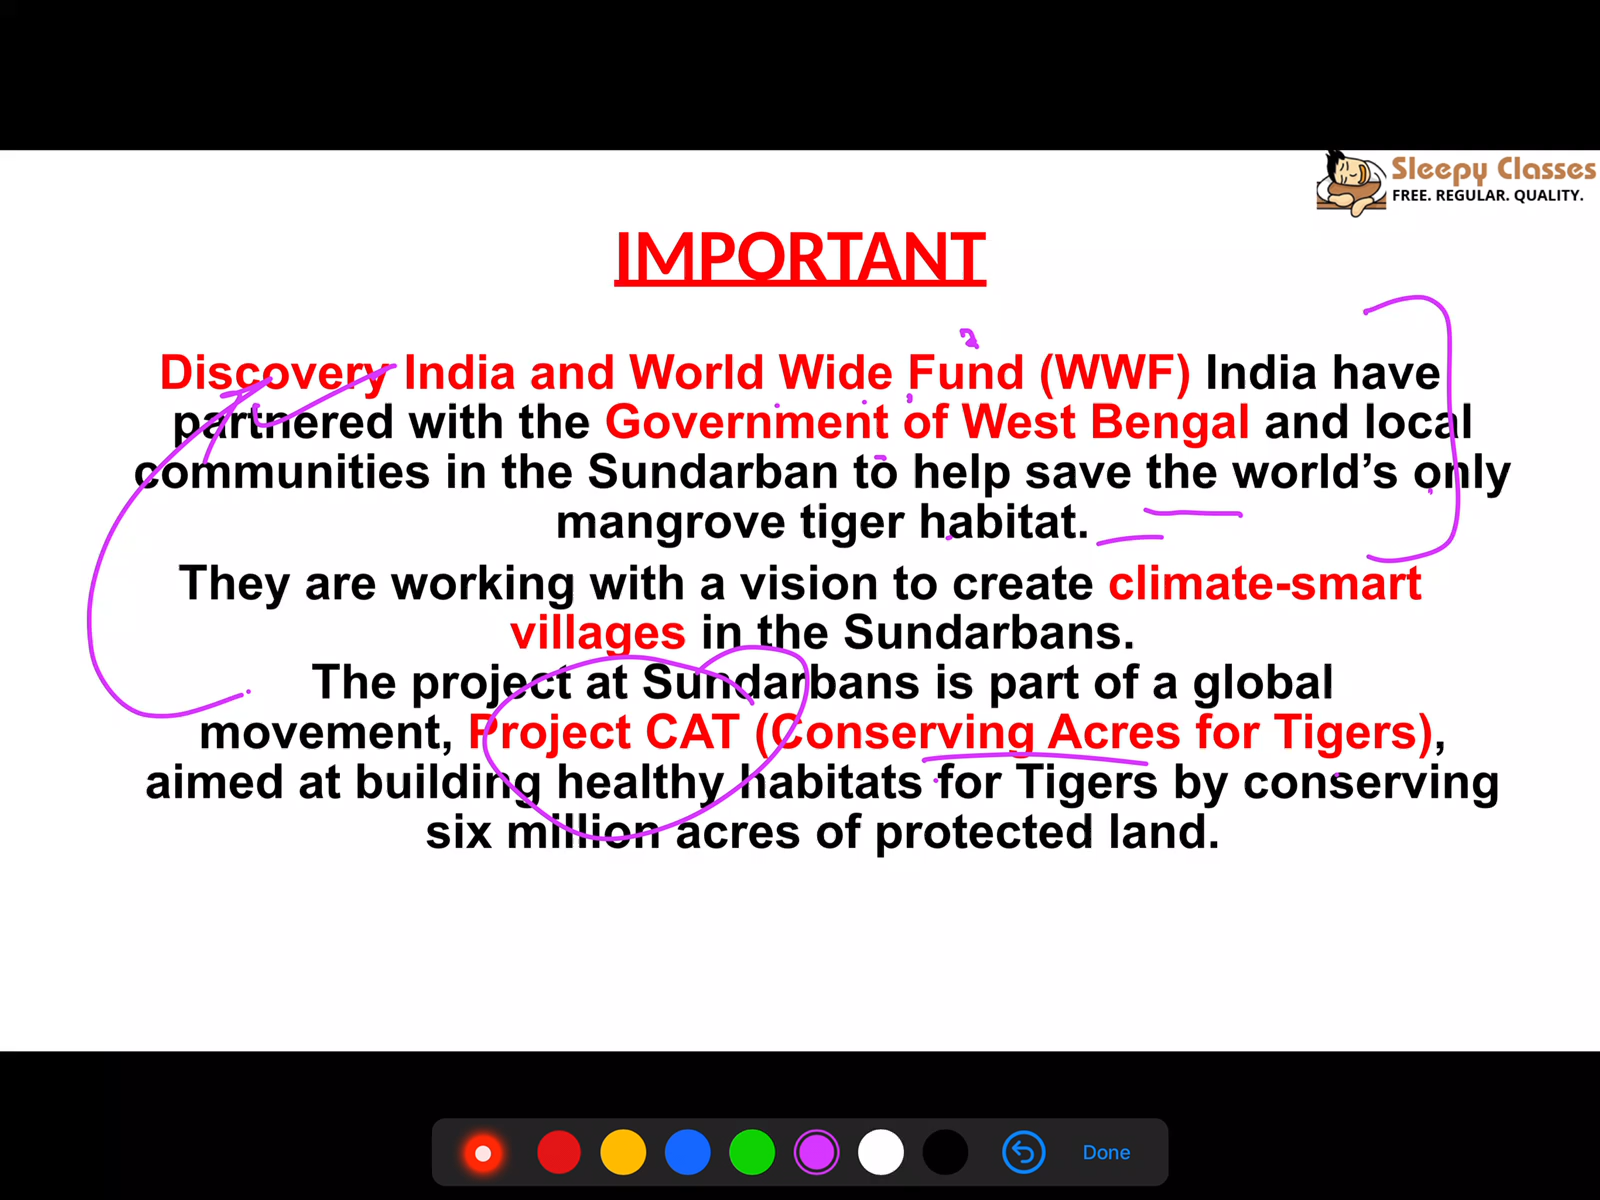 Sleepy Classes
FREE. REGULAR. QUALITY.
IMPORTANT
Discovery India and World Wide Fund (WWF) India have
partnered with the Government of West Bengal and local
communities in the Sundarban to help save the world’s only
mangrove tiger habitat.
They are working with a vision to create climate-smart
villages in the Sundarbans.
The project at Sundarbans is part of a global
movement, Project CAT (Conserving Acres for Tigers),
aimed at building healthy habitats for Tigers by conserving
six million acres of protected land.
Done